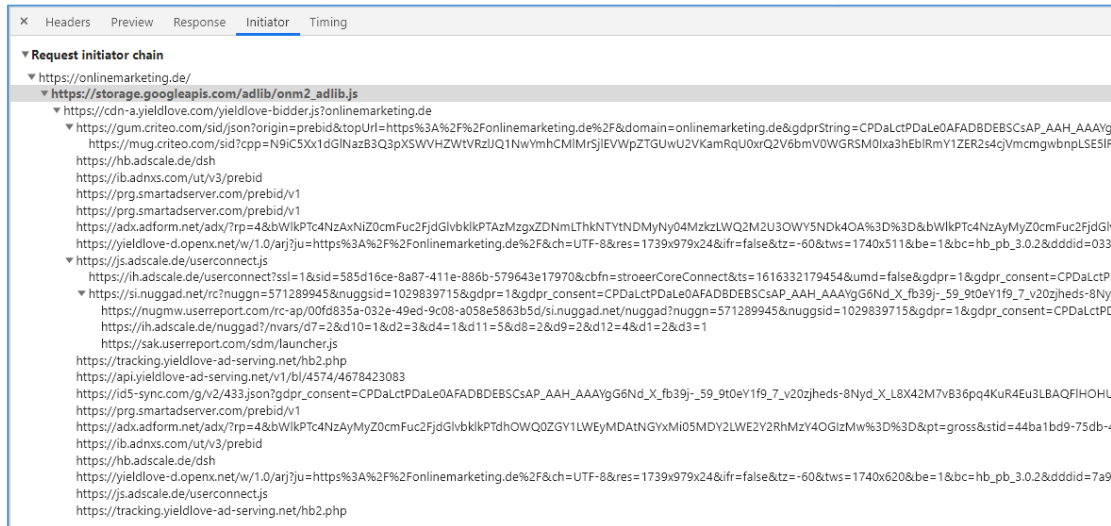 × Headers Preview Response Initiator Timing
▼Request initiator chain
▼https://onlinemarketing.de/
▼https://storage.googleapis.com/adlib/onm2_adlib.js
▼https://cdn-a.yieldlove.com/yieldlove-bidder.js?onlinemarketing.de
▼https://gum.criteo.com/sid/json?origin=prebid&topUrl=https%3A%2F%2Fonlinemarketing.de%2F&domain=onlinemarketing.de&gdprString=CPDaLctPDaLe0AFADBDEBSCsAP_AAH_AAAYg
https://mug.criteo.com/sid?cpp=
https://hb.adscale.de/dsh
https://ib.adnxs.com/ut/v3/prebid
https://prg.smartadserver.com/prebid/v1
https://prg.smartadserver.com/prebid/v1
https://adx.adform.net/adx/?rp=4&
https://yieldlove-d.openx.net/w/1.0/arj?ju=https%3A%2F%2Fonlinemarketing.de%2F&ch=UTF-8&res=1739x979x24&ifr=false&tz=-60&tws=1740x511&be=1&bc=hb_pb_3.0.2&dddid=033
▼https://js.adscale.de/userconnect.js
https://ih.adscale.de/userconnect?ssl=1&sid=585d16ce-8a87-411e-886b-579643e17970&cbfn=stroeerCoreConnect&ts=1616332179454&umd=false&gdpr=1&gdpr_consent=CPDaLctPDaLe0AFADBDEBSCsAP
▼https://si.nuggad.net/rc?nuggn=571289945&nuggsid=1029839715&gdpr=1&gdpr_consent=CPDaLctPDaLe0AFADBDEBSCsAP_AAH_AAAYgG6Nd_X_fb39j-_59_9t0eY1f9_7_v20zjheds-8Nyd
https://nugmw.userreport.com/rc-ap/00fd835a-032e-49ed-9c08-a058e5863b5d/si.nuggad.net/nuggad?nuggn=571289945&nuggsid=1029839715&gdpr=1&gdpr_consent=CPDaLctPD
https://ih.adscale.de/nuggad?/nvars/d7=2&d10=1&d2=3&d4=1&d11=5&d8=2&d9=2&d12=4&d1=2&d3=1
https://sak.userreport.com/sdm/launcher.js
https://tracking.yieldlove-ad-serving.net/hb2.php
https://api.yieldlove-ad-serving.net/v1/bl/4574/4678423083
https://id5-sync.com/g/v2/433.json?gdpr_consent=CPDaLctPDaLe0AFADBDEBSCsAP_AAH_AAAYgG6Nd_X_fb39j-_59_9t0eY1f9_7_v20zjheds-8Nyd_X_L8X42M7vB36pq4KuR4Eu3LBAQFlHOHU
https://prg.smartadserver.com/prebid/v1
https://adx.adform.net/adx/?rp=4&
https://ib.adnxs.com/ut/v3/prebid
https://hb.adscale.de/dsh
https://yieldlove-d.openx.net/w/1.0/arj?ju=https%3A%2F%2Fonlinemarketing.de%2F&ch=UTF-8&res=1739x979x24&ifr=false&tz=-60&tws=1740x620&be=1&bc=hb_pb_3.0.2&dddid=7a9
https://js.adscale.de/userconnect.js
https://tracking.yieldlove-ad-serving.net/hb2.php